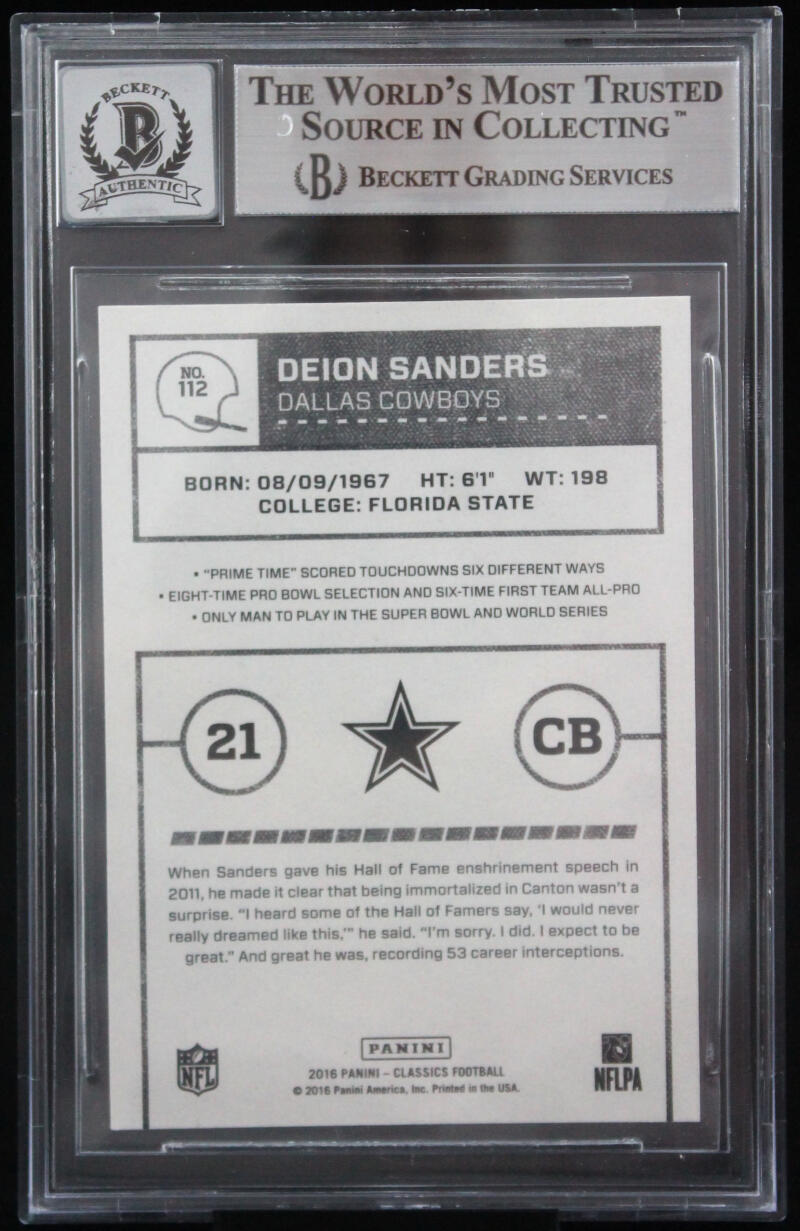 BECKETT
B
AUTHENTIC
THE WORLD'S MOST TRUSTED
SOURCE IN COLLECTING™
B BECKETT GRADING SERVICES
NO.
112
DEION SANDERS
DALLAS COWBOYS
BORN: 08/09/1967 HT: 6'1" WT: 198
COLLEGE: FLORIDA STATE
• "PRIME TIME" SCORED TOUCHDOWNS SIX DIFFERENT WAYS
• EIGHT-TIME PRO BOWL SELECTION AND SIX-TIME FIRST TEAM ALL-PRO
• ONLY MAN TO PLAY IN THE SUPER BOWL AND WORLD SERIES
21 CB
When Sanders gave his Hall of Fame enshrinement speech in
2011, he made it clear that being immortalized in Canton wasn't a
surprise. "I heard some of the Hall of Famers say, 'I would never
really dreamed like this,'" he said. "I'm sorry. I did. I expect to be
great." And great he was, recording 53 career interceptions.
NFL
PANINI
2016 PANINI – CLASSICS FOOTBALL
© 2016 Panini America, Inc. Printed in the USA.
NFLPA